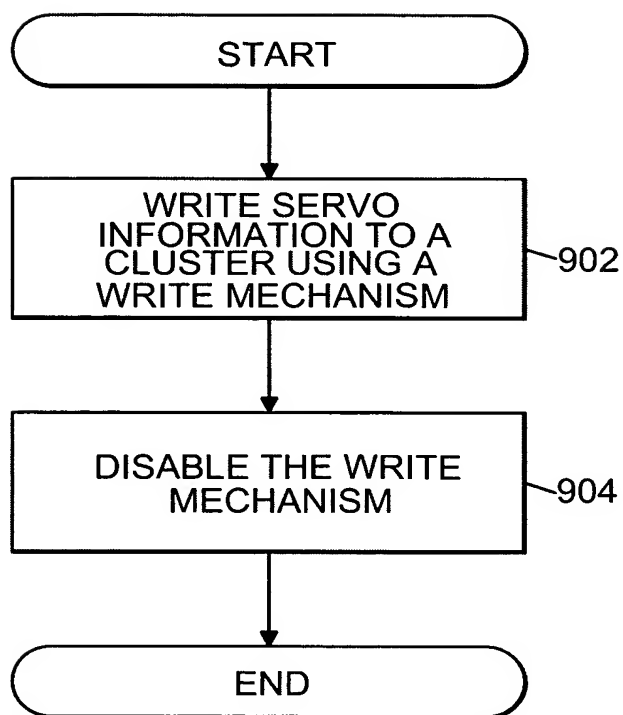 START
WRITE SERVO
INFORMATION TO A
CLUSTER USING A
WRITE MECHANISM
902
DISABLE THE WRITE
MECHANISM
904
END